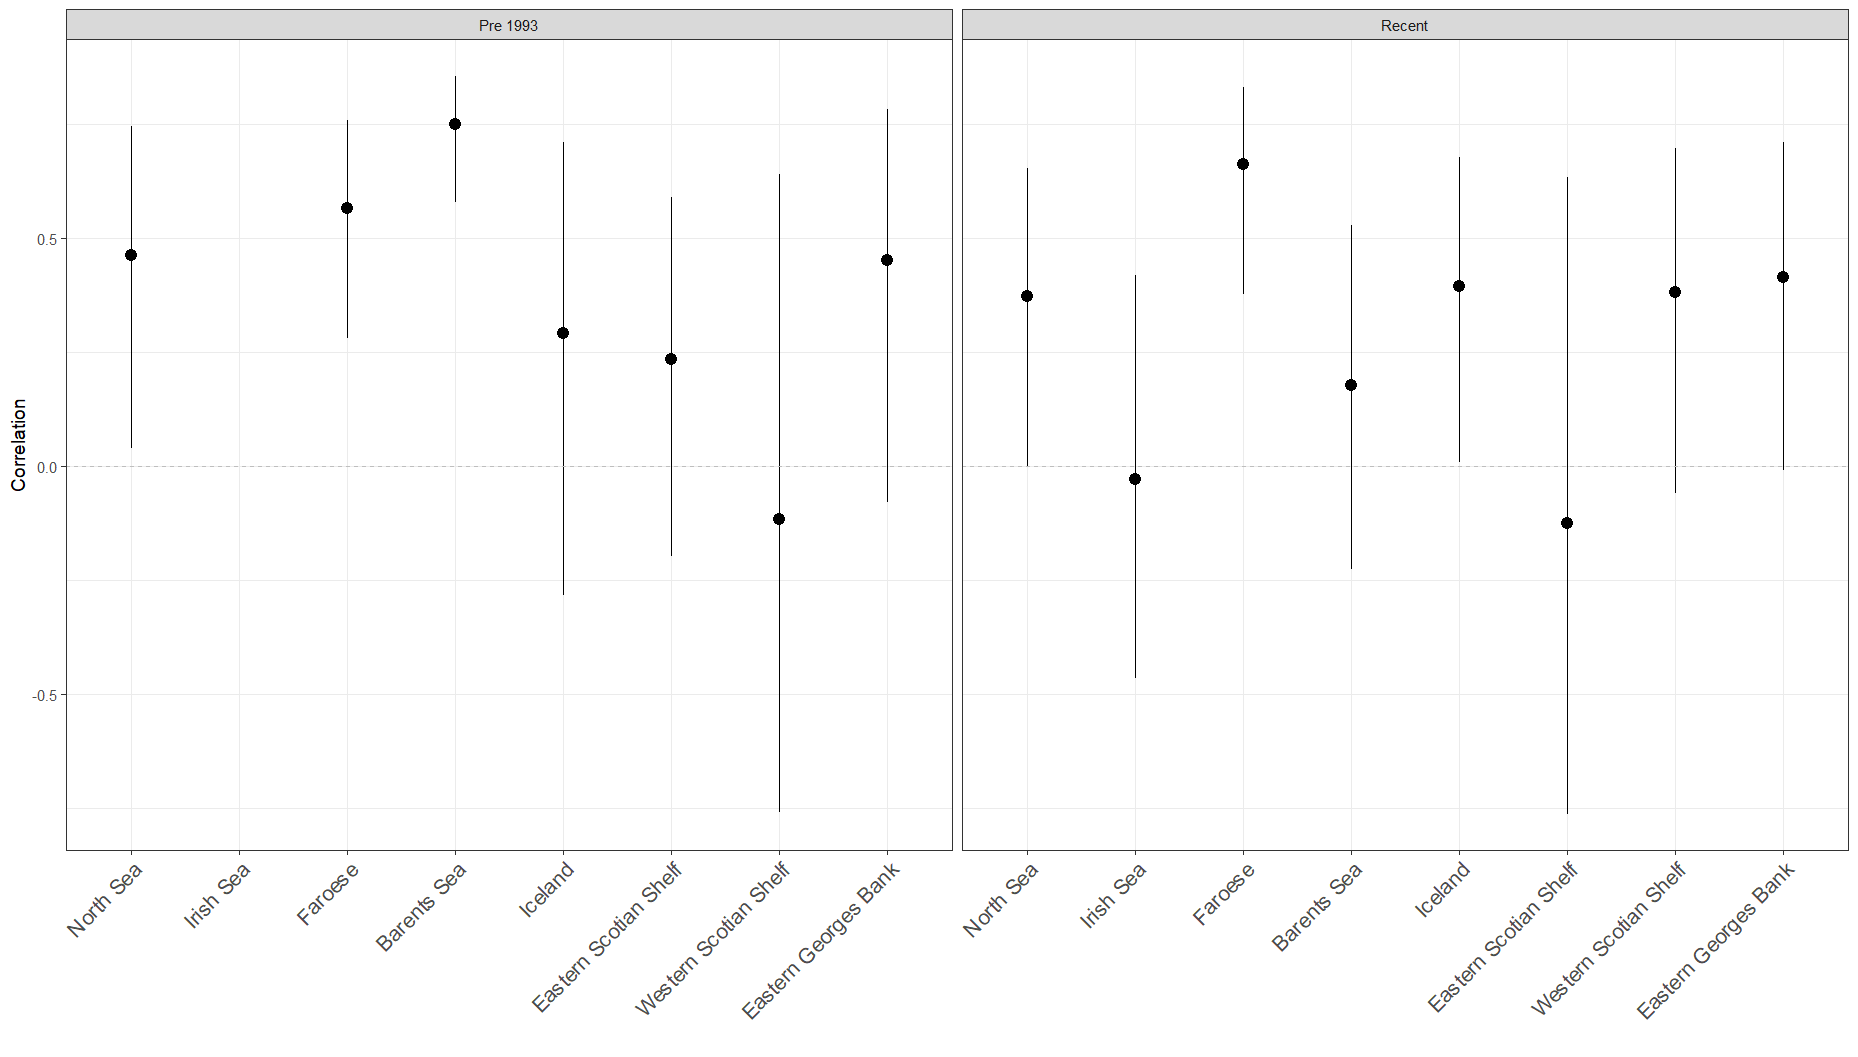 Pre 1993
Recent
Correlation
0.5
0.0
-0.5
North Sea
Irish Sea
Faroese
Barents Sea
Iceland
Eastern Scotian Shelf
Western Scotian Shelf
Eastern Georges Bank
North Sea
Irish Sea
Faroese
Barents Sea
Iceland
Eastern Scotian Shelf
Western Scotian Shelf
Eastern Georges Bank